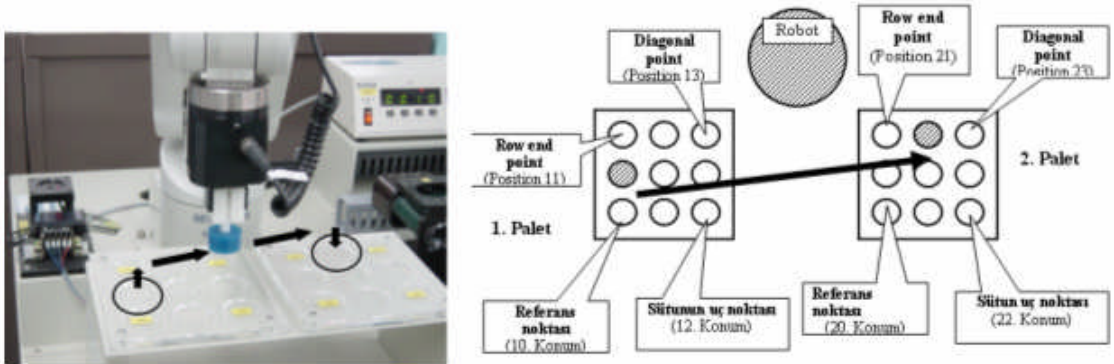 Robot
Row end
point
(Position 21)
Diagonal
point
(Position 13)
Diagonal
point
(Position 23)
Row end
point
(Position 11)
1. Palet
2. Palet
Referans
noktası
(10. Konum)
Sütunun uç noktası
(12. Konum)
Referans
noktası
(20. Konum)
Sütun uç noktası
(22. Konum)